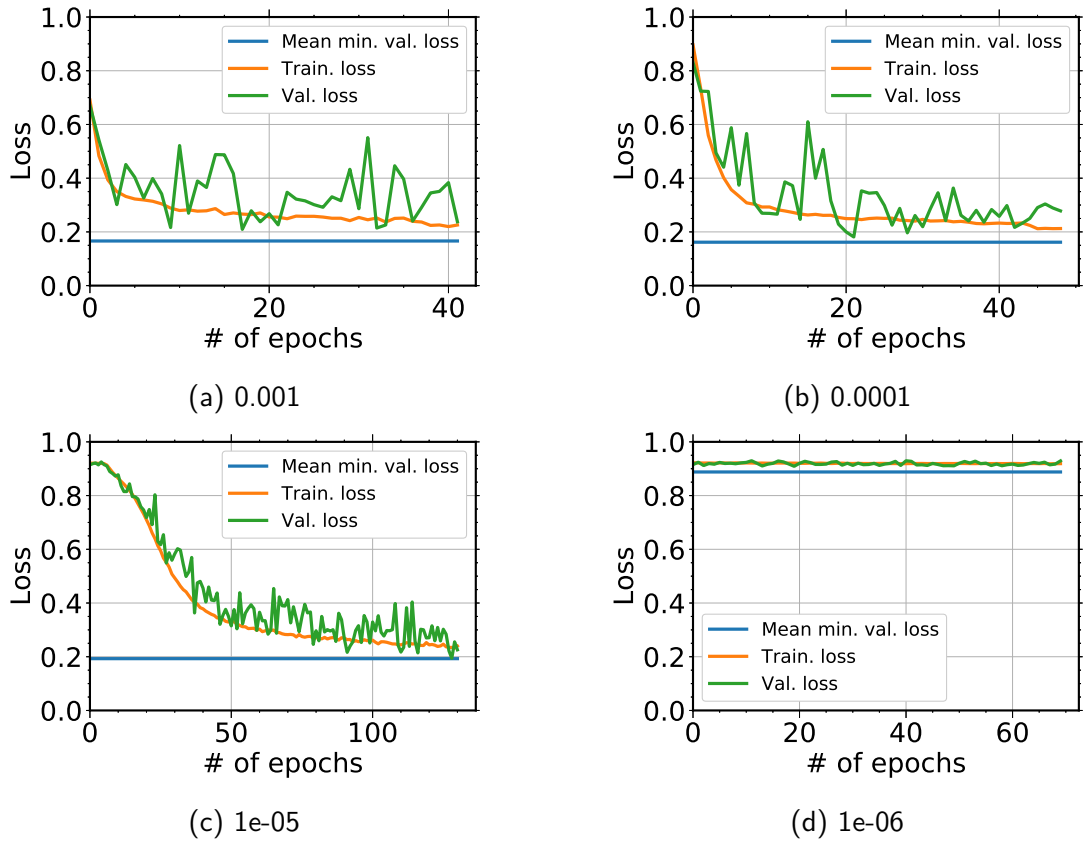 1.0
0.8
0.6
0.4
0.2
0.0
Loss
Mean min. val. loss
Train. loss
Val. loss
0 20 40
# of epochs
(a) 0.001
1.0
0.8
0.6
0.4
0.2
0.0
Loss
Mean min. val. loss
Train. loss
Val. loss
0 20 40
# of epochs
(b) 0.0001
1.0
0.8
0.6
0.4
0.2
0.0
Loss
Mean min. val. loss
Train. loss
Val. loss
0 50 100
# of epochs
(c) 1e-05
1.0
0.8
0.6
0.4
0.2
0.0
Loss
Mean min. val. loss
Train. loss
Val. loss
0 20 40 60
# of epochs
(d) 1e-06